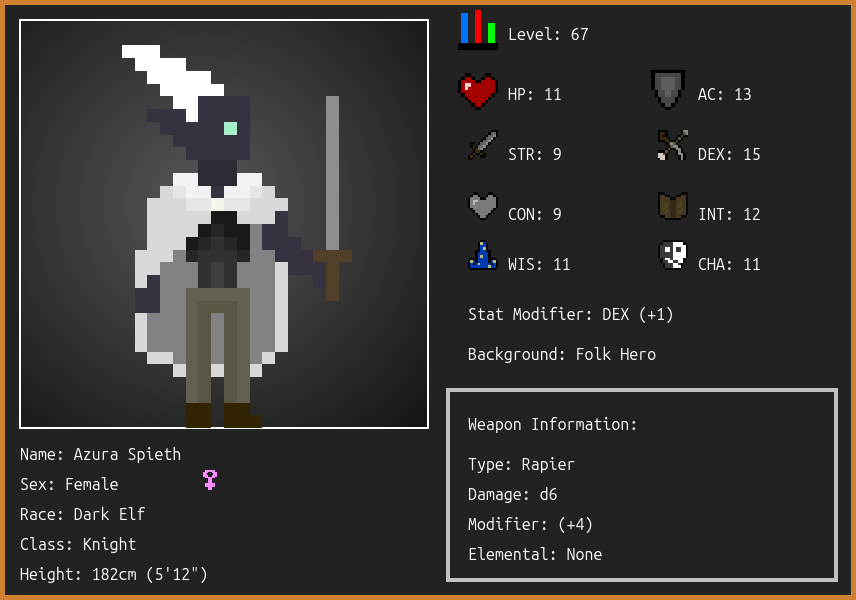 Level: 67
HP: 11
AC: 13
STR: 9
DEX: 15
CON: 9
INT: 12
WIS: 11
CHA: 11
Stat Modifier: DEX (+1)
Background: Folk Hero
Weapon Information:
Type: Rapier
Damage: d6
Modifier: (+4)
Elemental: None
Name: Azura Spieth
Sex: Female
Race: Dark Elf
Class: Knight
Height: 182cm (5'12")